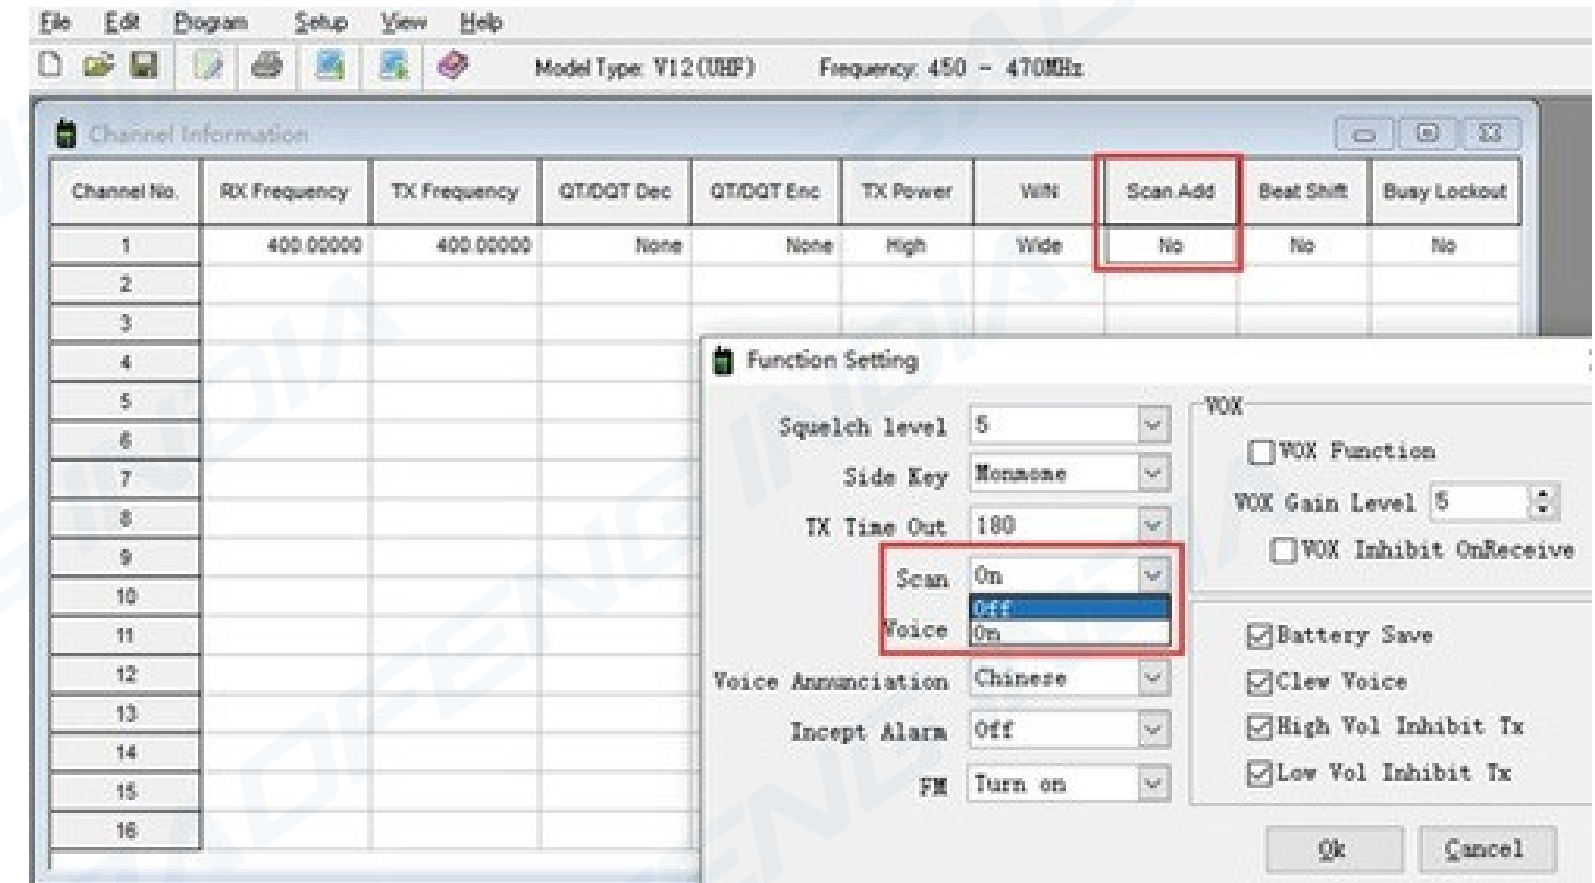 File Edit Program Setup View Help
Model Type: V12(UHF) Frequency: 450 - 470MHz
Channel Information
Channel No. RX Frequency TX Frequency QT/DQT Dec QT/DQT Enc TX Power W/N Scan Add Beat Shift Busy Lockout
1 400.00000 400.00000 None None High Wide No No No
2
3
4
5
6
7
8
9
10
11
12
13
14
15
16
Function Setting
Squelch level 5
Side Key Monmome
TX Time Out 180
Scan On
Off
Voice On
Voice Annunciation Chinese
Incept Alarm Off
FM Turn on
VOX
VOX Function
VOX Gain Level 5
VOX Inhibit OnReceive
Battery Save
Clew Voice
High Vol Inhibit Tx
Low Vol Inhibit Tx
Ok Cancel
BAOFENG INDIA